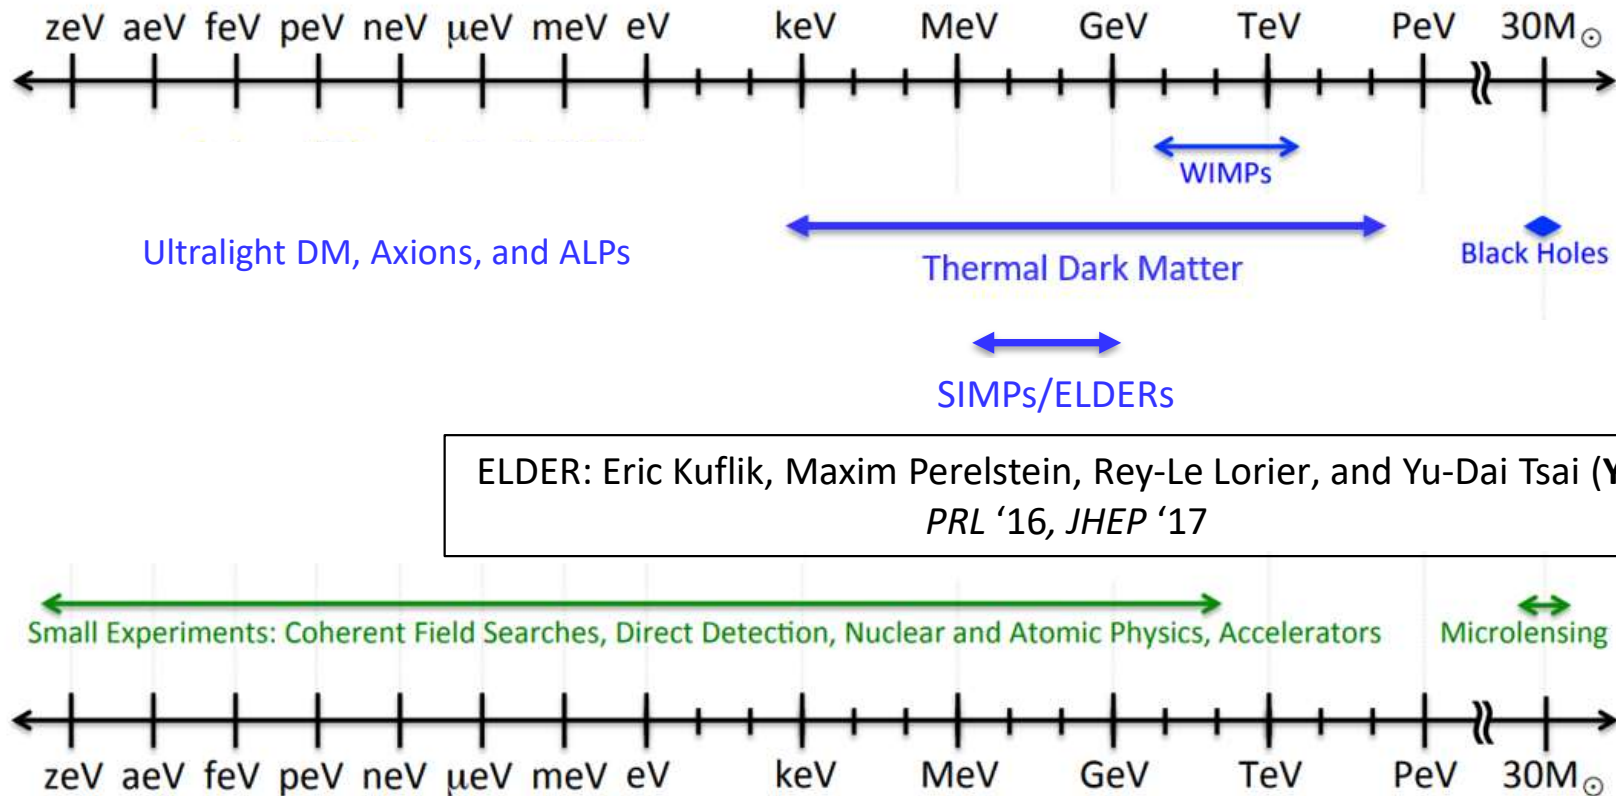 zeV aeV feV peV neV μeV meV eV keV MeV GeV TeV PeV 30M☉
WIMPs
Ultralight DM, Axions, and ALPs
Thermal Dark Matter
Black Holes
SIMPs/ELDERs
ELDER: Eric Kuflik, Maxim Perelstein, Rey-Le Lorier, and Yu-Dai Tsai (Y
PRL ‘16, JHEP ‘17
Small Experiments: Coherent Field Searches, Direct Detection, Nuclear and Atomic Physics, Accelerators
Microlensing
zeV aeV feV peV neV μeV meV eV keV MeV GeV TeV PeV 30M☉